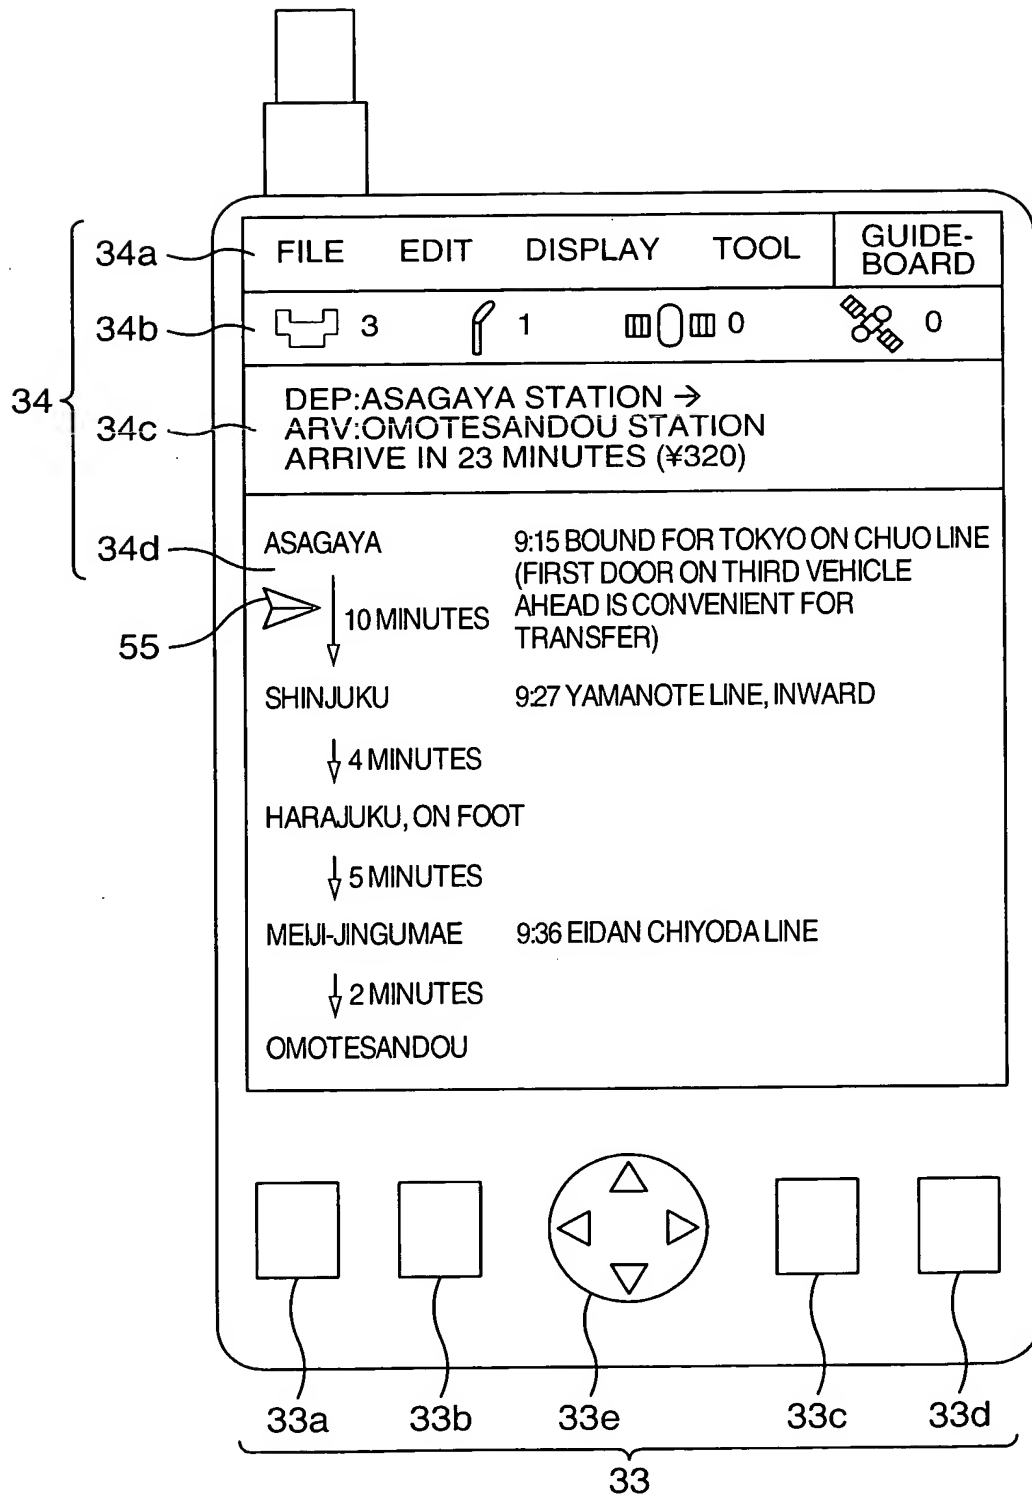 FILE EDIT DISPLAY TOOL GUIDE-
BOARD
34a
3 1 0 0
34b
34
DEP:ASAGAYA STATION →
ARV:OMOTESANDOU STATION
34c
ARRIVE IN 23 MINUTES (¥320)
ASAGAYA 9:15 BOUND FOR TOKYO ON CHUO LINE
34d
(FIRST DOOR ON THIRD VEHICLE
10 MINUTES AHEAD IS CONVENIENT FOR
TRANSFER)
55
SHINJUKU 9:27 YAMANOTE LINE, INWARD
4 MINUTES
HARAJUKU, ON FOOT
5 MINUTES
MEIJI-JINGUMAE 9:36 EIDAN CHIYODA LINE
2 MINUTES
OMOTESANDOU
33a 33b 33e 33c 33d
33